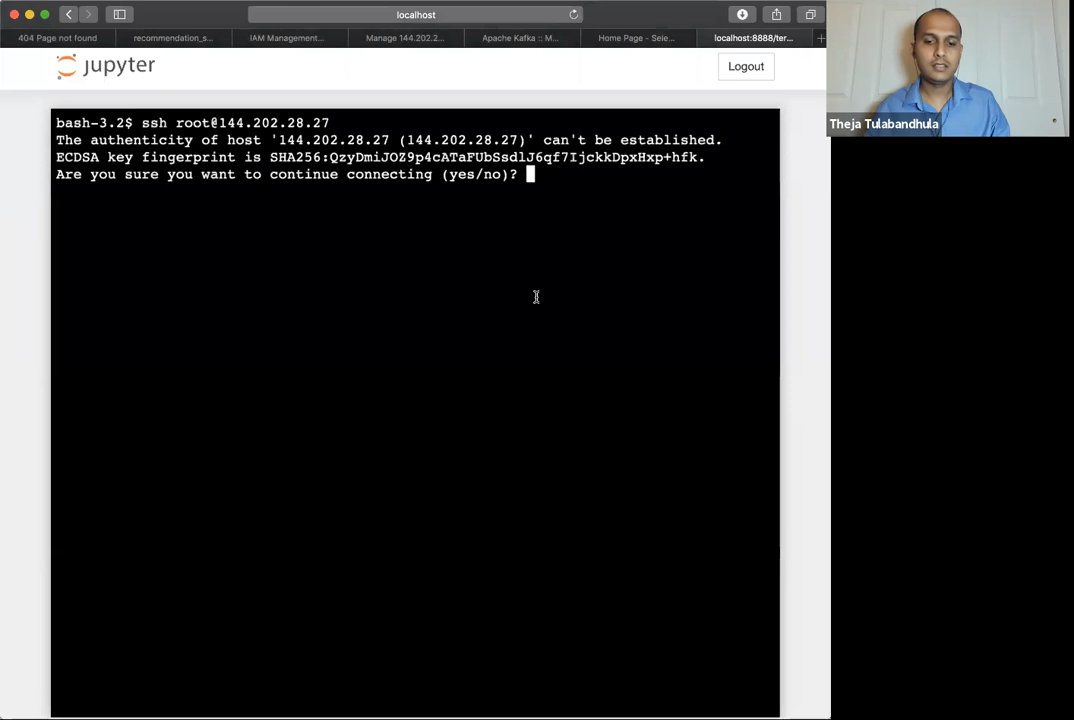 localhost
404 Page not found
recommendation_s...
IAM Management...
Manage 144.202.2...
Apache Kafka :: M...
Home Page - Sele...
localhost:8888/ter...
jupyter
Logout
Theja Tulabandhula
bash-3.2$ ssh root@144.202.28.27
The authenticity of host '144.202.28.27 (144.202.28.27)' can't be established.
ECDSA key fingerprint is SHA256:QzyDmiJOZ9p4cATaFUbSsdlJ6qf7IjckkDpxHxp+hfk.
Are you sure you want to continue connecting (yes/no)?